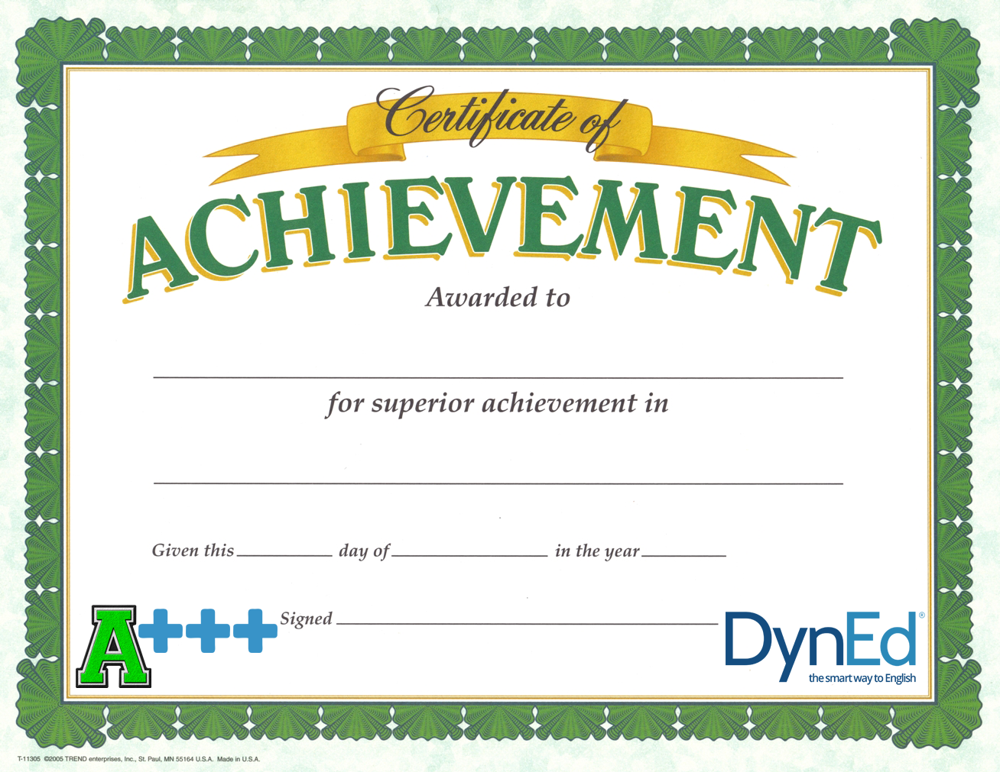 Certificate of
ACHIEVEMENT
Awarded to
for superior achievement in
Given this day of in the year
A+++ Signed DynEd®
the smart way to English
T-11305 ©2005 TREND enterprises, Inc., St. Paul, MN 55164 U.S.A. Made in U.S.A.